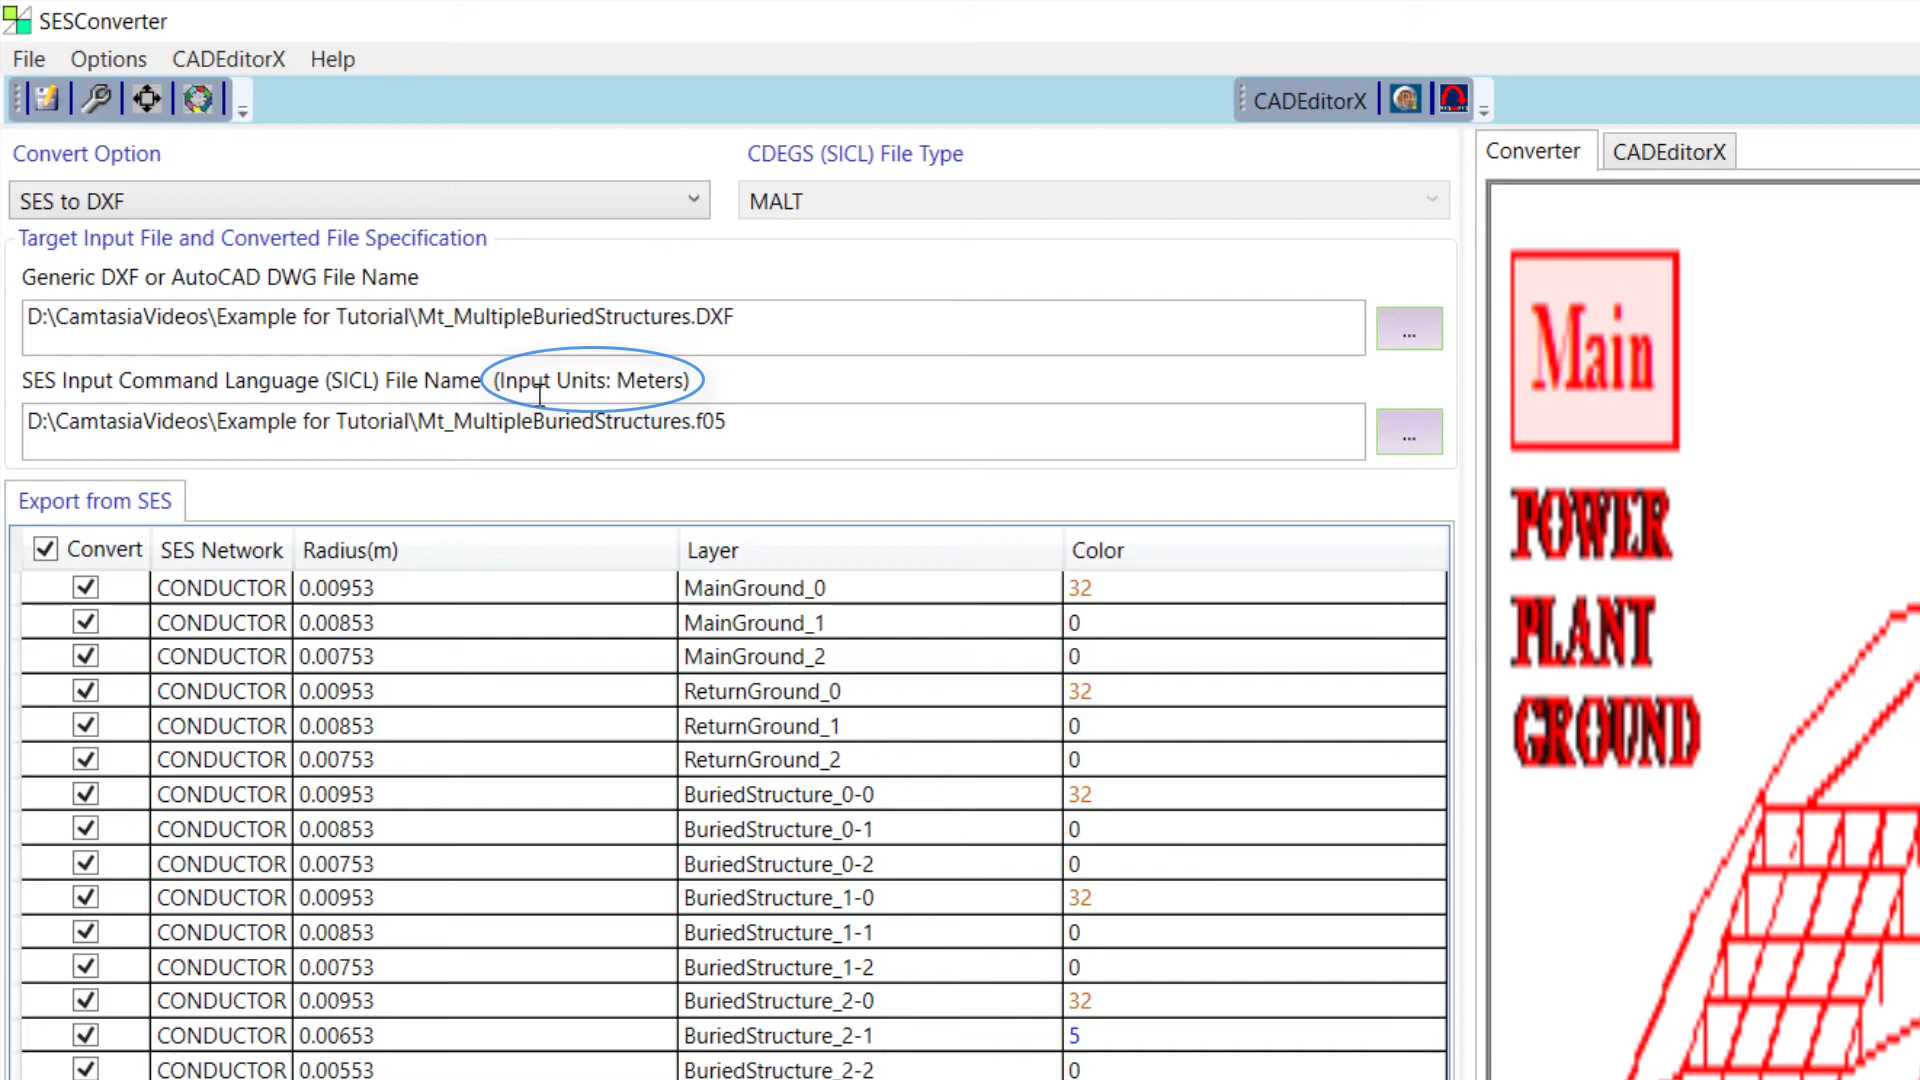 SESConverter
File Options CADEditorX Help
CADEditorX
Convert Option CDEGS (SICL) File Type
SES to DXF MALT
Target Input File and Converted File Specification
Generic DXF or AutoCAD DWG File Name
D:\CamtasiaVideos\Example for Tutorial\Mt_MultipleBuriedStructures.DXF ...
SES Input Command Language (SICL) File Name (Input Units: Meters)
D:\CamtasiaVideos\Example for Tutorial\Mt_MultipleBuriedStructures.f05 ...
Export from SES
Convert SES Network Radius(m) Layer Color
CONDUCTOR 0.00953 MainGround_0 32
CONDUCTOR 0.00853 MainGround_1 0
CONDUCTOR 0.00753 MainGround_2 0
CONDUCTOR 0.00953 ReturnGround_0 32
CONDUCTOR 0.00853 ReturnGround_1 0
CONDUCTOR 0.00753 ReturnGround_2 0
CONDUCTOR 0.00953 BuriedStructure_0-0 32
CONDUCTOR 0.00853 BuriedStructure_0-1 0
CONDUCTOR 0.00753 BuriedStructure_0-2 0
CONDUCTOR 0.00953 BuriedStructure_1-0 32
CONDUCTOR 0.00853 BuriedStructure_1-1 0
CONDUCTOR 0.00753 BuriedStructure_1-2 0
CONDUCTOR 0.00953 BuriedStructure_2-0 32
CONDUCTOR 0.00653 BuriedStructure_2-1 5
CONDUCTOR 0.00553 BuriedStructure_2-2 0
Converter CADEditorX
Main
POWER
PLANT
GROUND